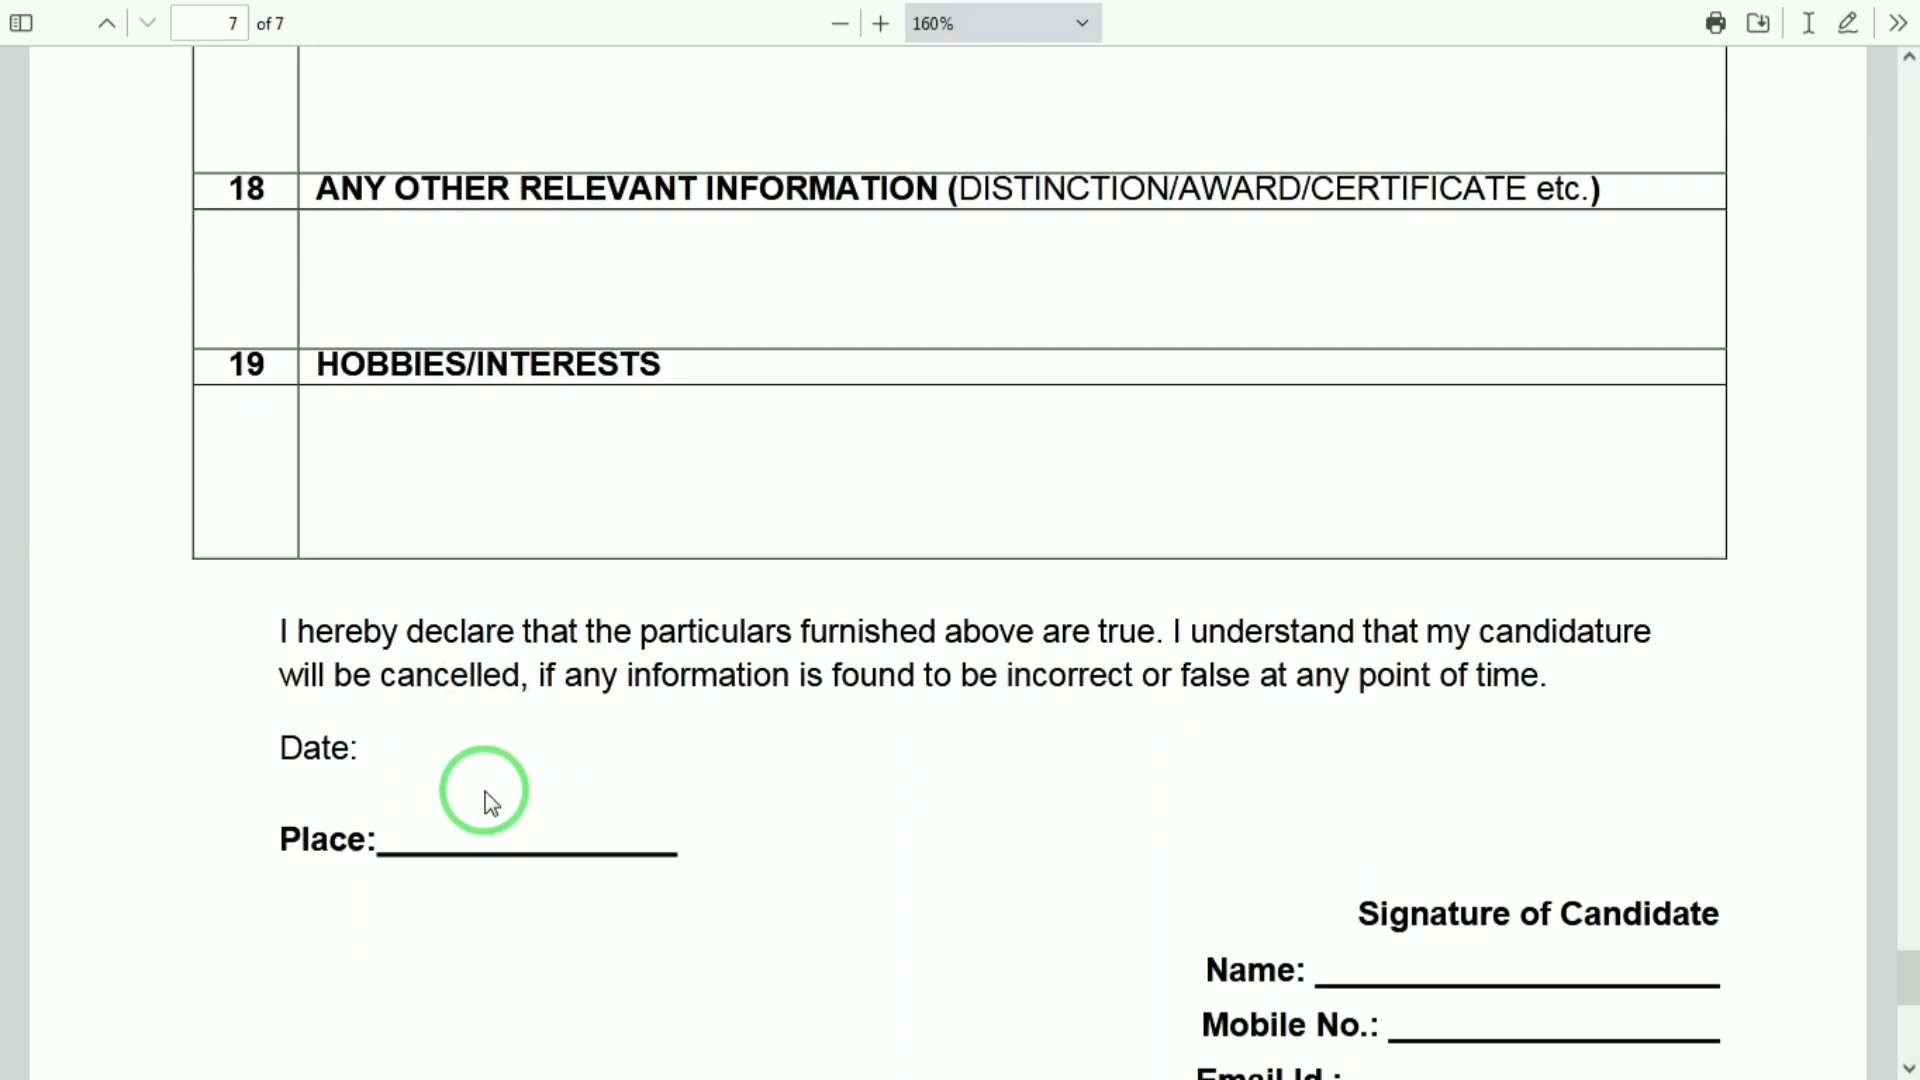 7 of 7
160%
18 ANY OTHER RELEVANT INFORMATION (DISTINCTION/AWARD/CERTIFICATE etc.)
19 HOBBIES/INTERESTS
I hereby declare that the particulars furnished above are true. I understand that my candidature
will be cancelled, if any information is found to be incorrect or false at any point of time.
Date:
Place:
Signature of Candidate
Name:
Mobile No.:
Email Id.: